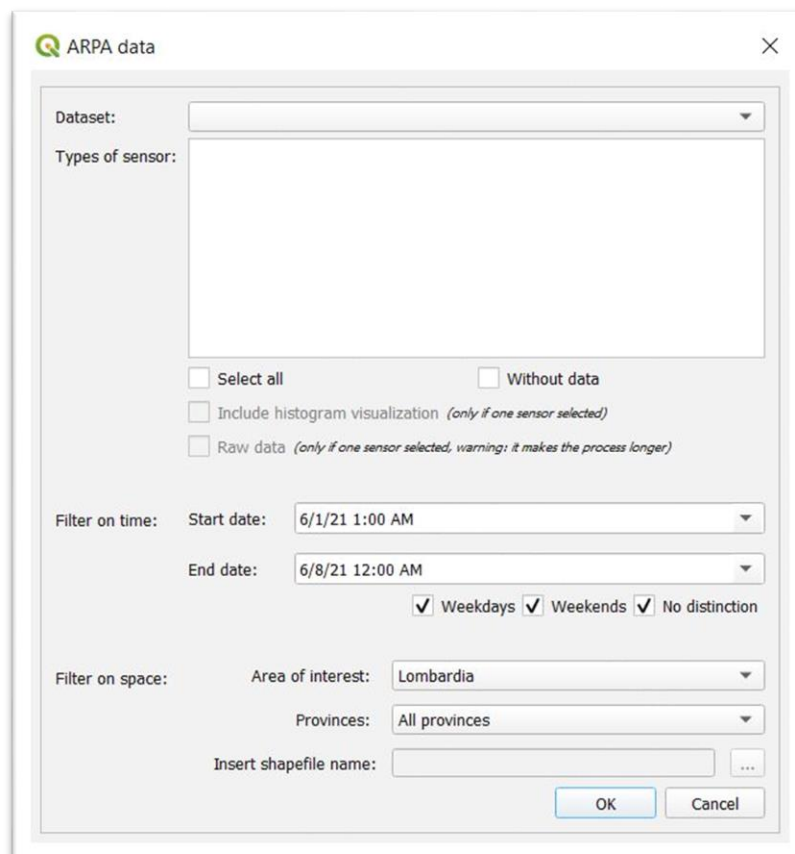 ARPA data
Dataset:
Types of sensor:
Select all Without data
Include histogram visualization (only if one sensor selected)
Raw data (only if one sensor selected, warning: it makes the process longer)
Filter on time: Start date: 6/1/21 1:00 AM
End date: 6/8/21 12:00 AM
Weekdays Weekends No distinction
Filter on space: Area of interest: Lombardia
Provinces: All provinces
Insert shapefile name: ...
OK Cancel